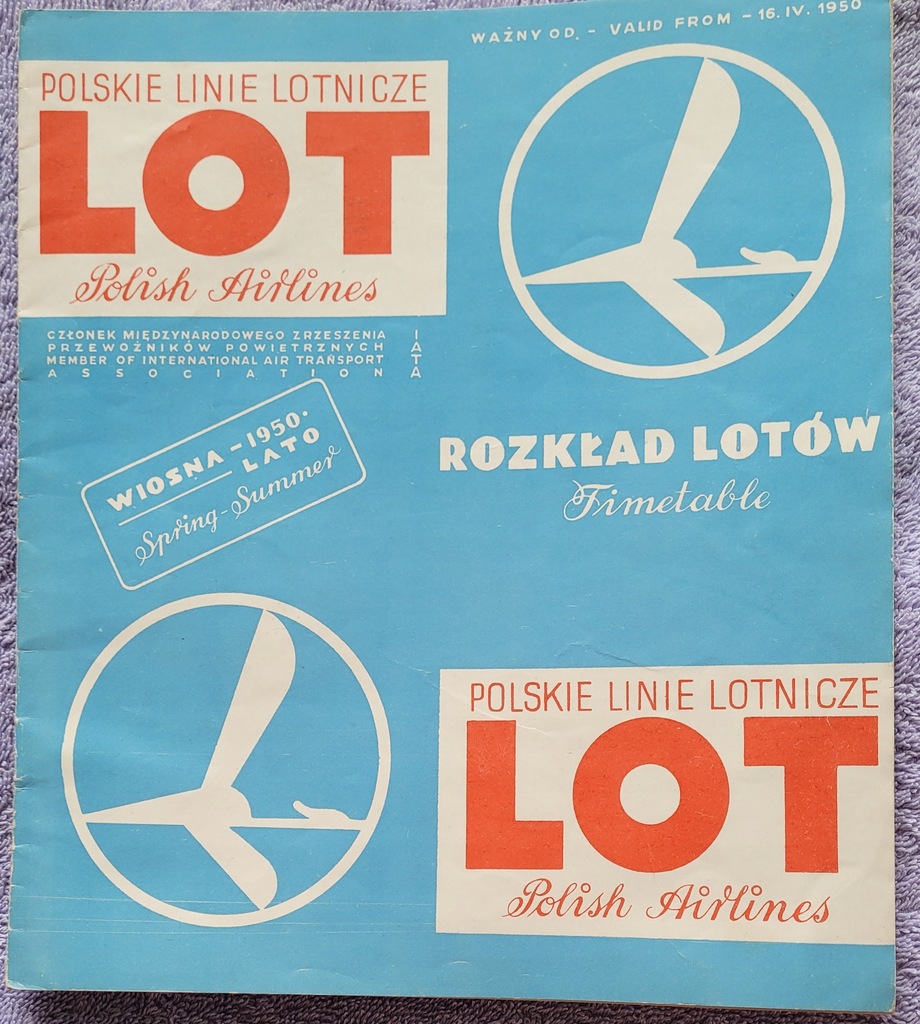 WAŻNY OD. - VALID FROM - 16. IV. 1950
POLSKIE LINIE LOTNICZE
LOT
Polish Airlines
CZŁONEK MIĘDZYNARODOWEGO ZRZESZENIA
PRZEWOŹNIKÓW POWIETRZNYCH
MEMBER OF INTERNATIONAL AIR TRANSPORT
ASSOCIATION
IATA
WIOSNA - 1950.
LATO
Spring-Summer
ROZKŁAD LOTÓW
Timetable
POLSKIE LINIE LOTNICZE
LOT
Polish Airlines